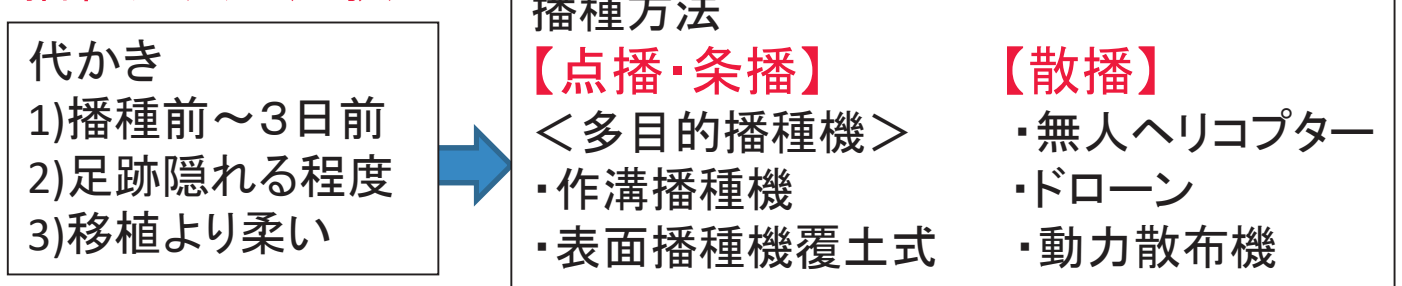 代かき
1)播種前～３日前
2)足跡隠れる程度
3)移植より柔い
播種方法
【点播・条播】
＜多目的播種機＞
・作溝播種機
・表面播種機覆土式
【散播】
・無人ヘリコプター
・ドローン
・動力散布機